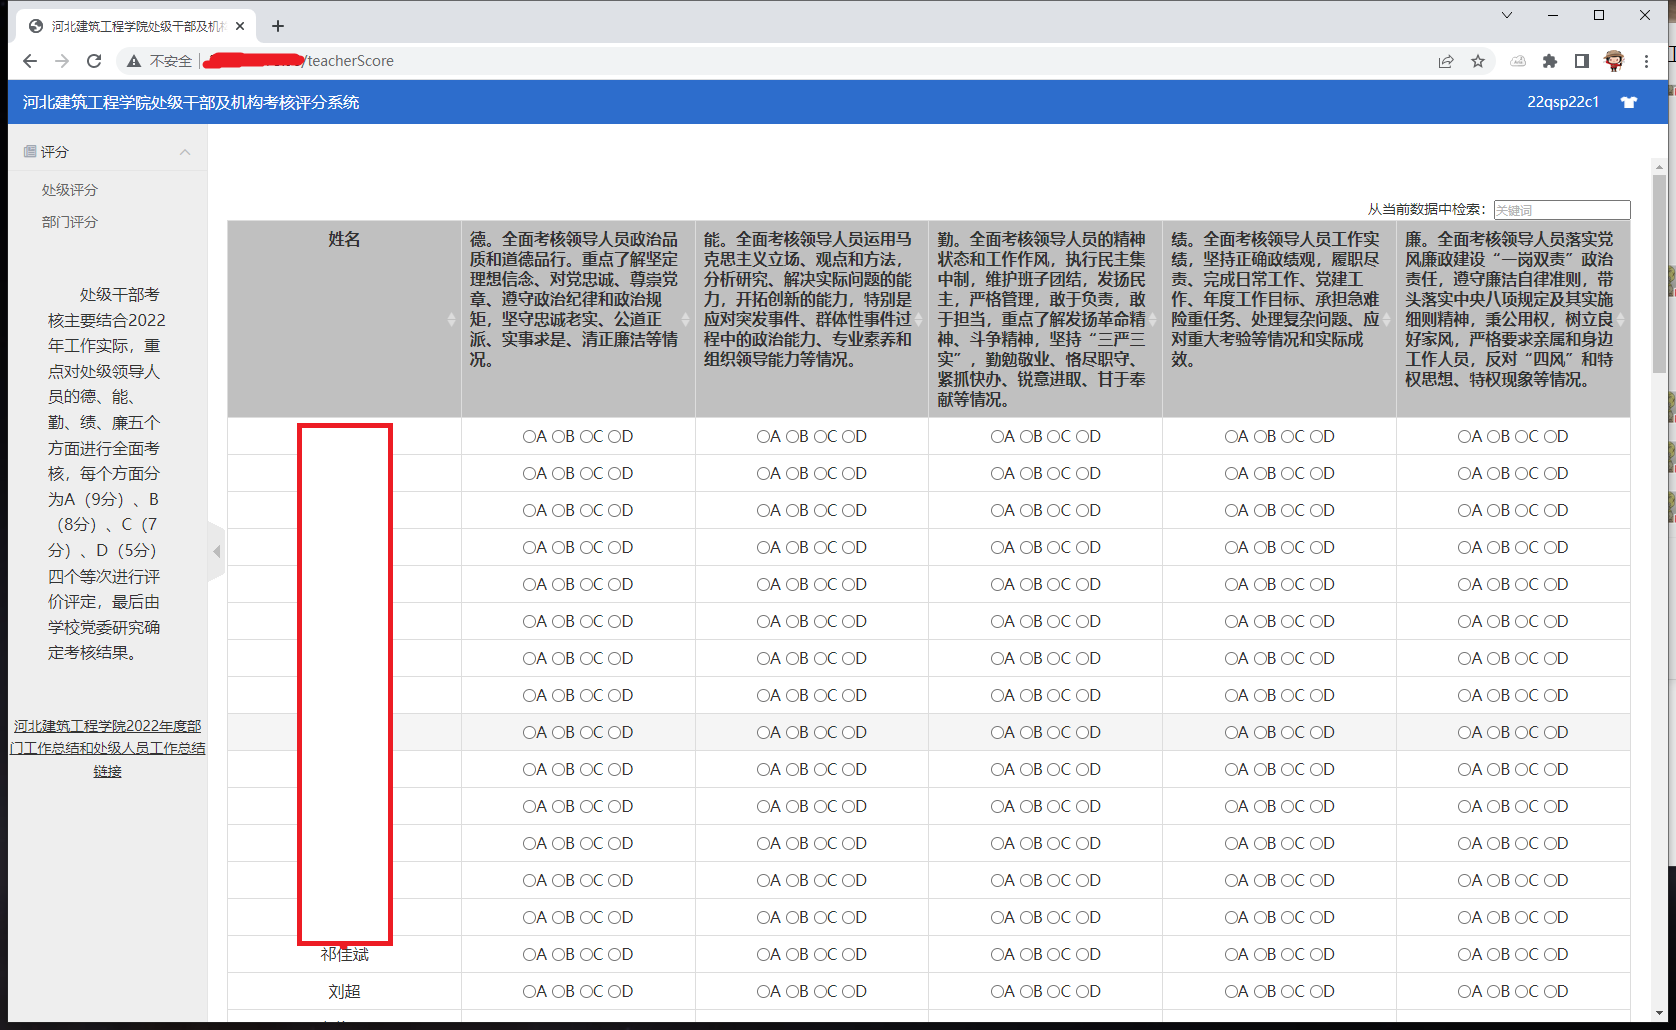 河北建筑工程学院处级干部及机
不安全
/teacherScore
河北建筑工程学院处级干部及机构考核评分系统
22qsp22c1
评分
处级评分
部门评分
处级干部考
核主要结合2022
年工作实际，重
点对处级领导人
员的德、能、
勤、绩、廉五个
方面进行全面考
核，每个方面分
为A（9分）、B
（8分）、C（7
分）、D（5分）
四个等次进行评
价评定，最后由
学校党委研究确
定考核结果。
河北建筑工程学院2022年度部
门工作总结和处级人员工作总结
链接
从当前数据中检索：
关键词
姓名
德。全面考核领导人员政治品
质和道德品行。重点了解坚定
理想信念、对党忠诚、尊崇党
章、遵守政治纪律和政治规
矩，坚守忠诚老实、公道正
派、实事求是、清正廉洁等情
况。
能。全面考核领导人员运用马
克思主义立场、观点和方法，
分析研究、解决实际问题的能
力，开拓创新的能力，特别是
应对突发事件、群体性事件过
程中的政治能力、专业素养和
组织领导能力等情况。
勤。全面考核领导人员的精神
状态和工作作风，执行民主集
中制，维护班子团结，发扬民
主，严格管理，敢于负责，敢
于担当，重点了解发扬革命精
神、斗争精神，坚持“三严三
实”，勤勉敬业、恪尽职守、
紧抓快办、锐意进取、甘于奉
献等情况。
绩。全面考核领导人员工作实
绩，坚持正确政绩观，履职尽
责、完成日常工作、党建工
作、年度工作目标、承担急难
险重任务、处理复杂问题、应
对重大考验等情况和实际成
效。
廉。全面考核领导人员落实党
风廉政建设“一岗双责”政治
责任，遵守廉洁自律准则，带
头落实中央八项规定及其实施
细则精神，秉公用权，树立良
好家风，严格要求亲属和身边
工作人员，反对“四风”和特
权思想、特权现象等情况。
A B C D A B C D A B C D A B C D A B C D
A B C D A B C D A B C D A B C D A B C D
A B C D A B C D A B C D A B C D A B C D
A B C D A B C D A B C D A B C D A B C D
A B C D A B C D A B C D A B C D A B C D
A B C D A B C D A B C D A B C D A B C D
A B C D A B C D A B C D A B C D A B C D
A B C D A B C D A B C D A B C D A B C D
A B C D A B C D A B C D A B C D A B C D
A B C D A B C D A B C D A B C D A B C D
A B C D A B C D A B C D A B C D A B C D
A B C D A B C D A B C D A B C D A B C D
A B C D A B C D A B C D A B C D A B C D
A B C D A B C D A B C D A B C D A B C D
祁佳斌 A B C D A B C D A B C D A B C D A B C D
刘超 A B C D A B C D A B C D A B C D A B C D